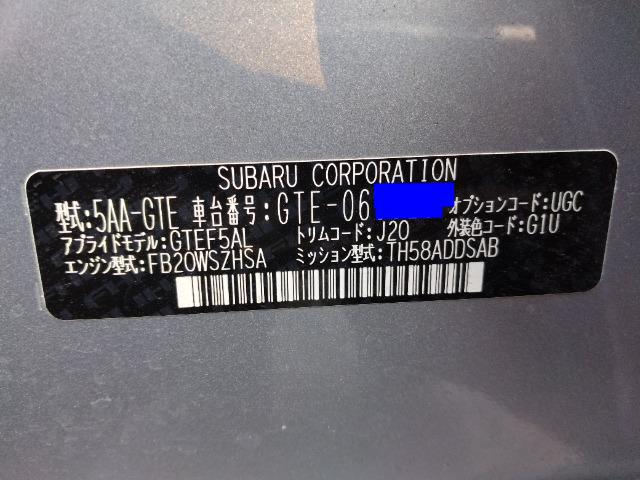 SUBARU CORPORATION
型式:5AA-GTE 車台番号:GTE-06 オプションコード:UGC
アプライドモデル:GTEF5AL トリムコード:J20 外装色コード:G1U
エンジン型式:FB20WSZHSA ミッション型式:TH58ADDSAB